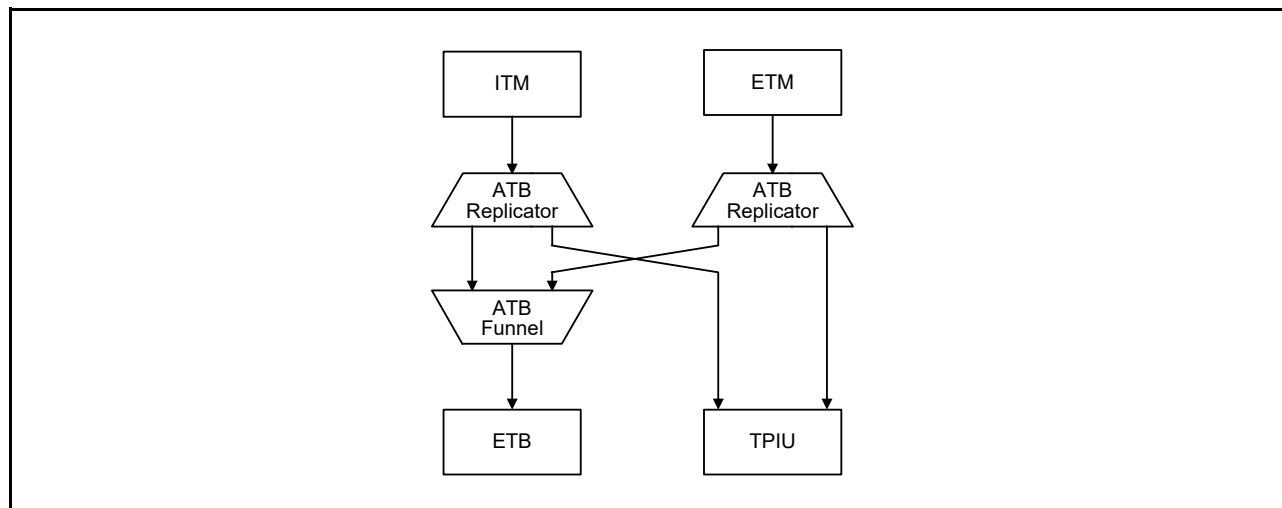 ITM
ETM
ATB
Replicator
ATB
Replicator
ATB
Funnel
ETB
TPIU